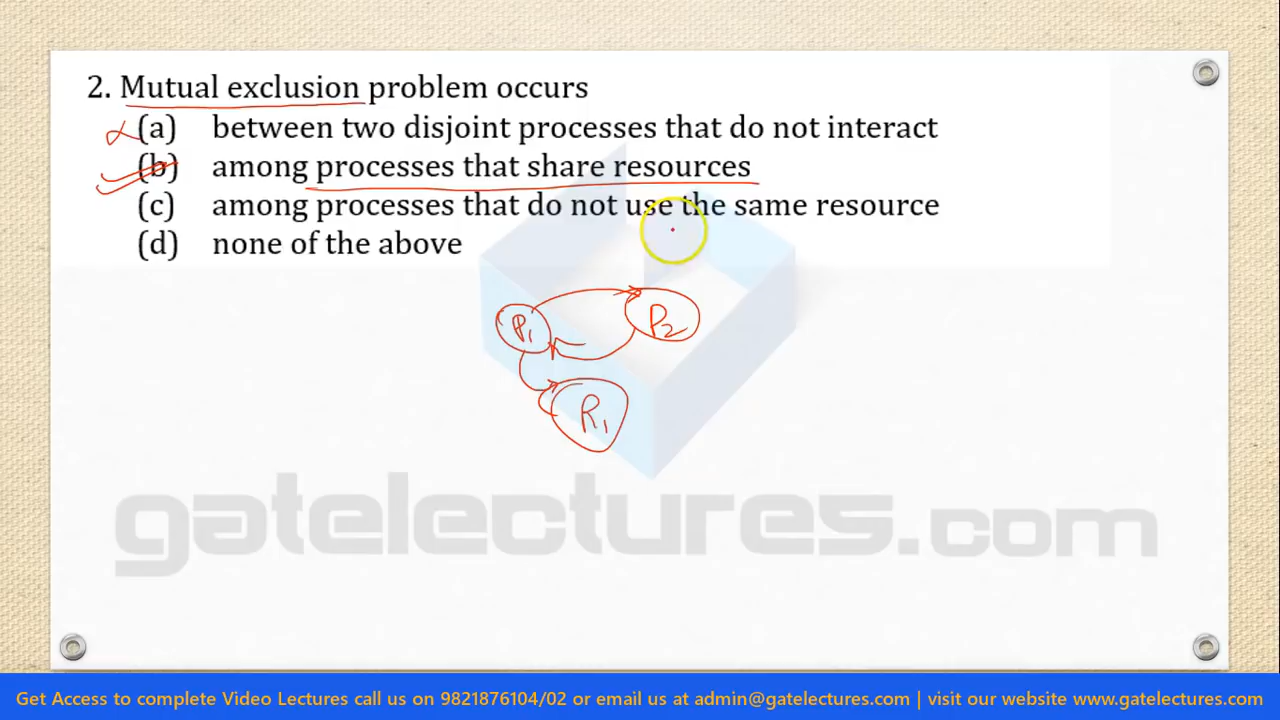 2. Mutual exclusion problem occurs
(a) between two disjoint processes that do not interact
(b) among processes that share resources
(c) among processes that do not use the same resource
(d) none of the above
P1 P2
R1
gatelectures.com
Get Access to complete Video Lectures call us on 9821876104/02 or email us at admin@gatelectures.com | visit our website www.gatelectures.com